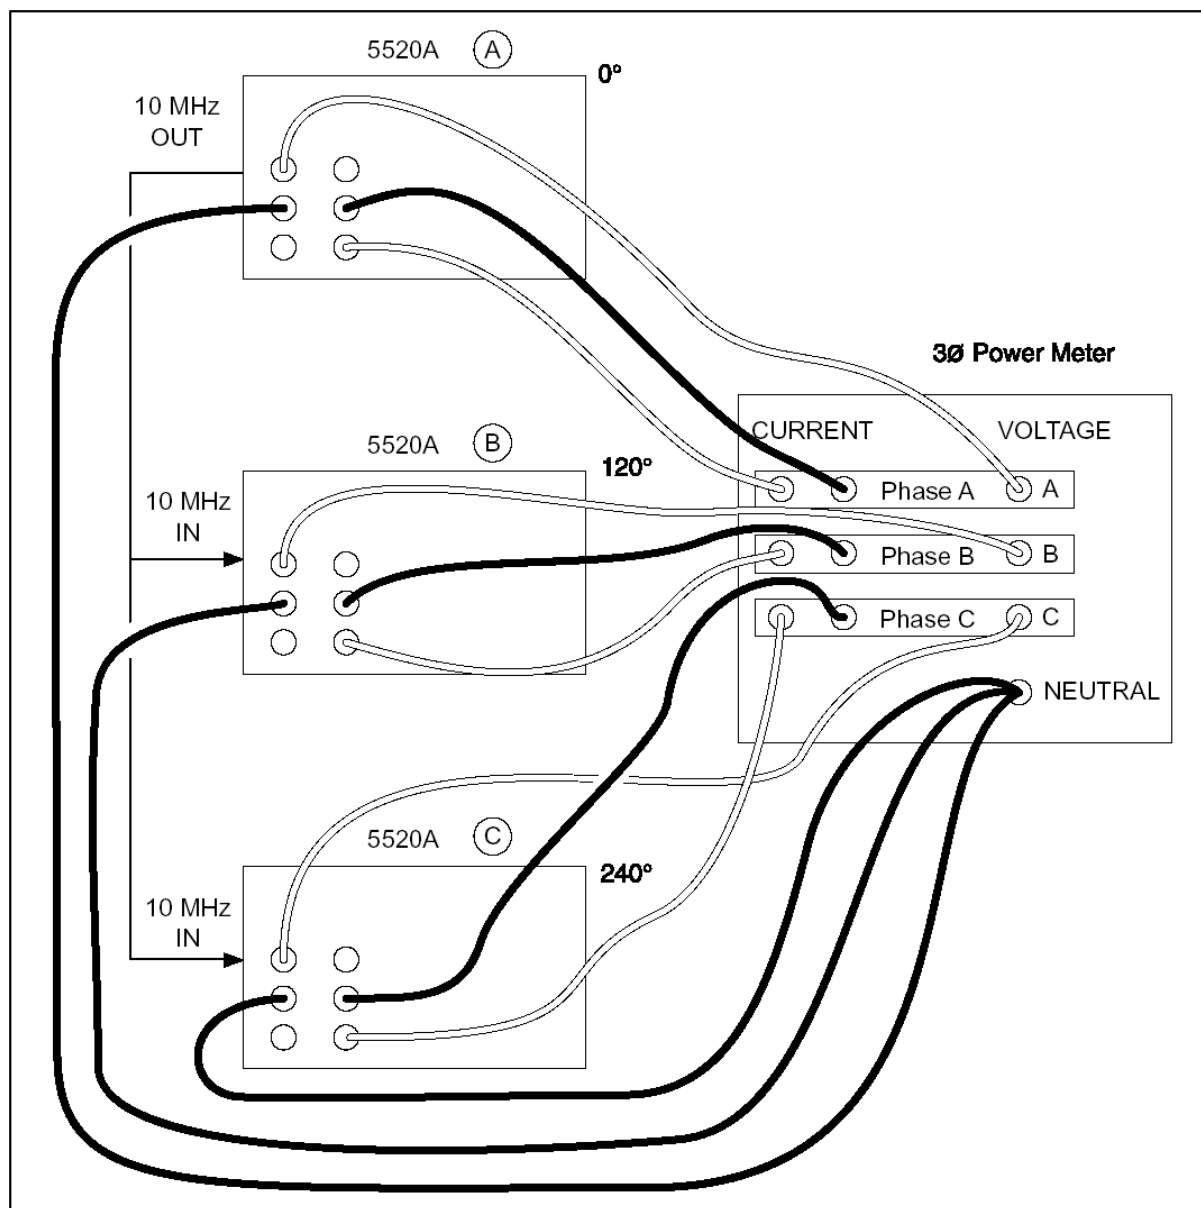 5520A A
0°
10 MHz
OUT
3Ø Power Meter
CURRENT VOLTAGE
5520A B
120°
10 MHz
IN
Phase A A
Phase B B
Phase C C
NEUTRAL
5520A C
240°
10 MHz
IN